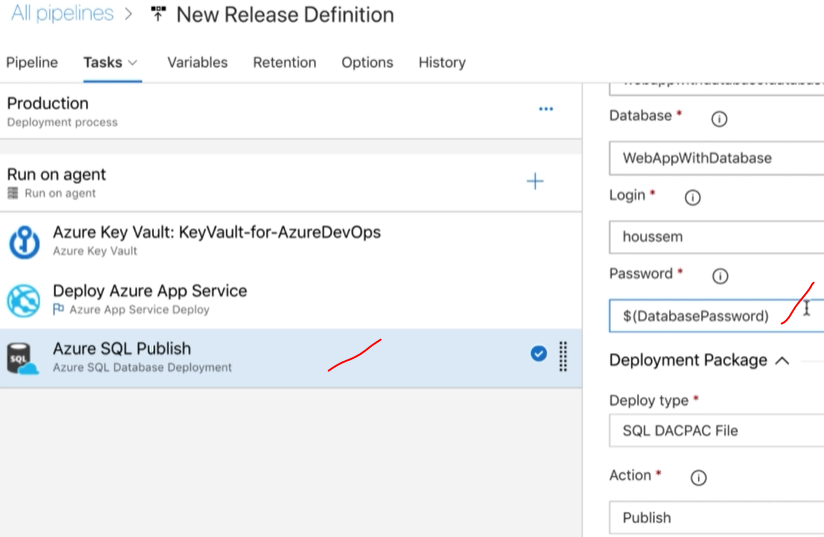 All pipelines > New Release Definition
Pipeline Tasks Variables Retention Options History
Production
Deployment process
...
Run on agent
Run on agent
Azure Key Vault: KeyVault-for-AzureDevOps
Azure Key Vault
Deploy Azure App Service
Azure App Service Deploy
SQL
Azure SQL Publish
Azure SQL Database Deployment
Database *
WebAppWithDatabase
Login *
houssem
Password *
$(DatabasePassword)
Deployment Package
Deploy type *
SQL DACPAC File
Action *
Publish